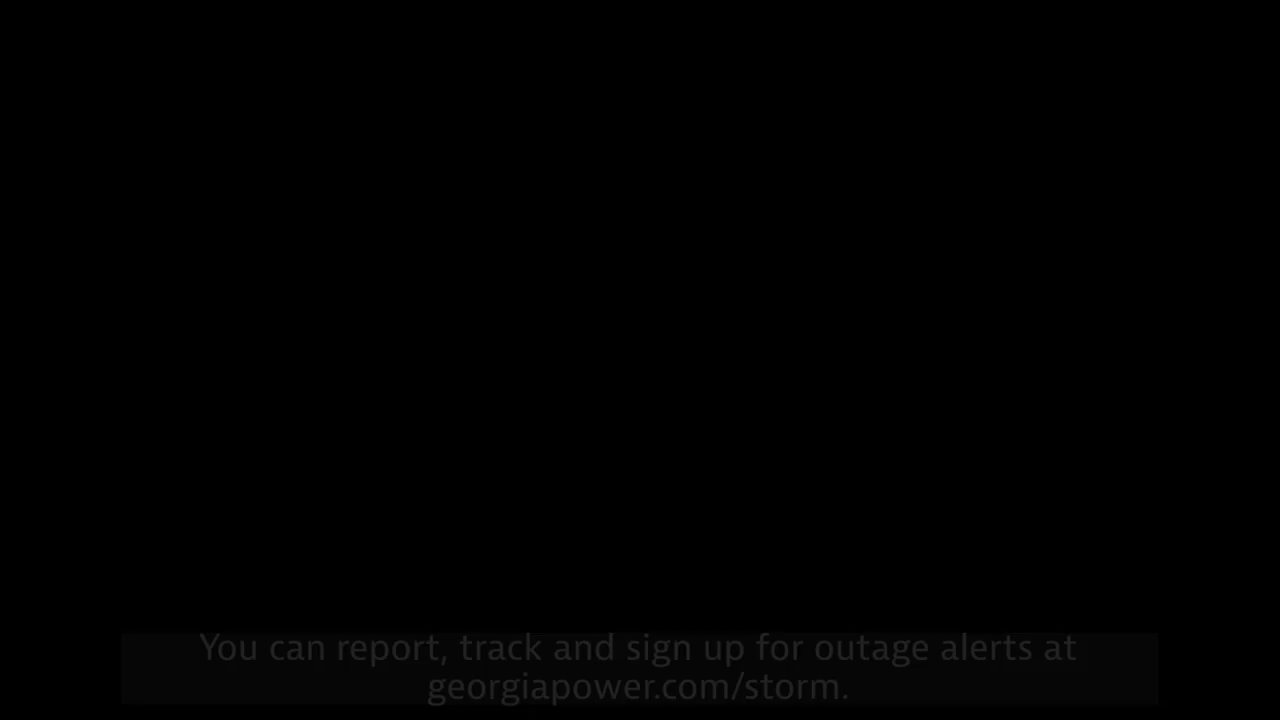 You can report, track and sign up for outage alerts at
georgiapower.com/storm.